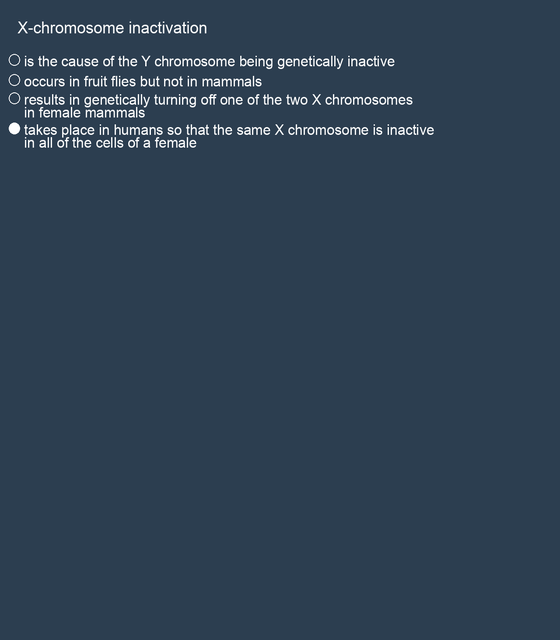 X-chromosome inactivation
is the cause of the Y chromosome being genetically inactive
occurs in fruit flies but not in mammals
results in genetically turning off one of the two X chromosomes
in female mammals
takes place in humans so that the same X chromosome is inactive
in all of the cells of a female